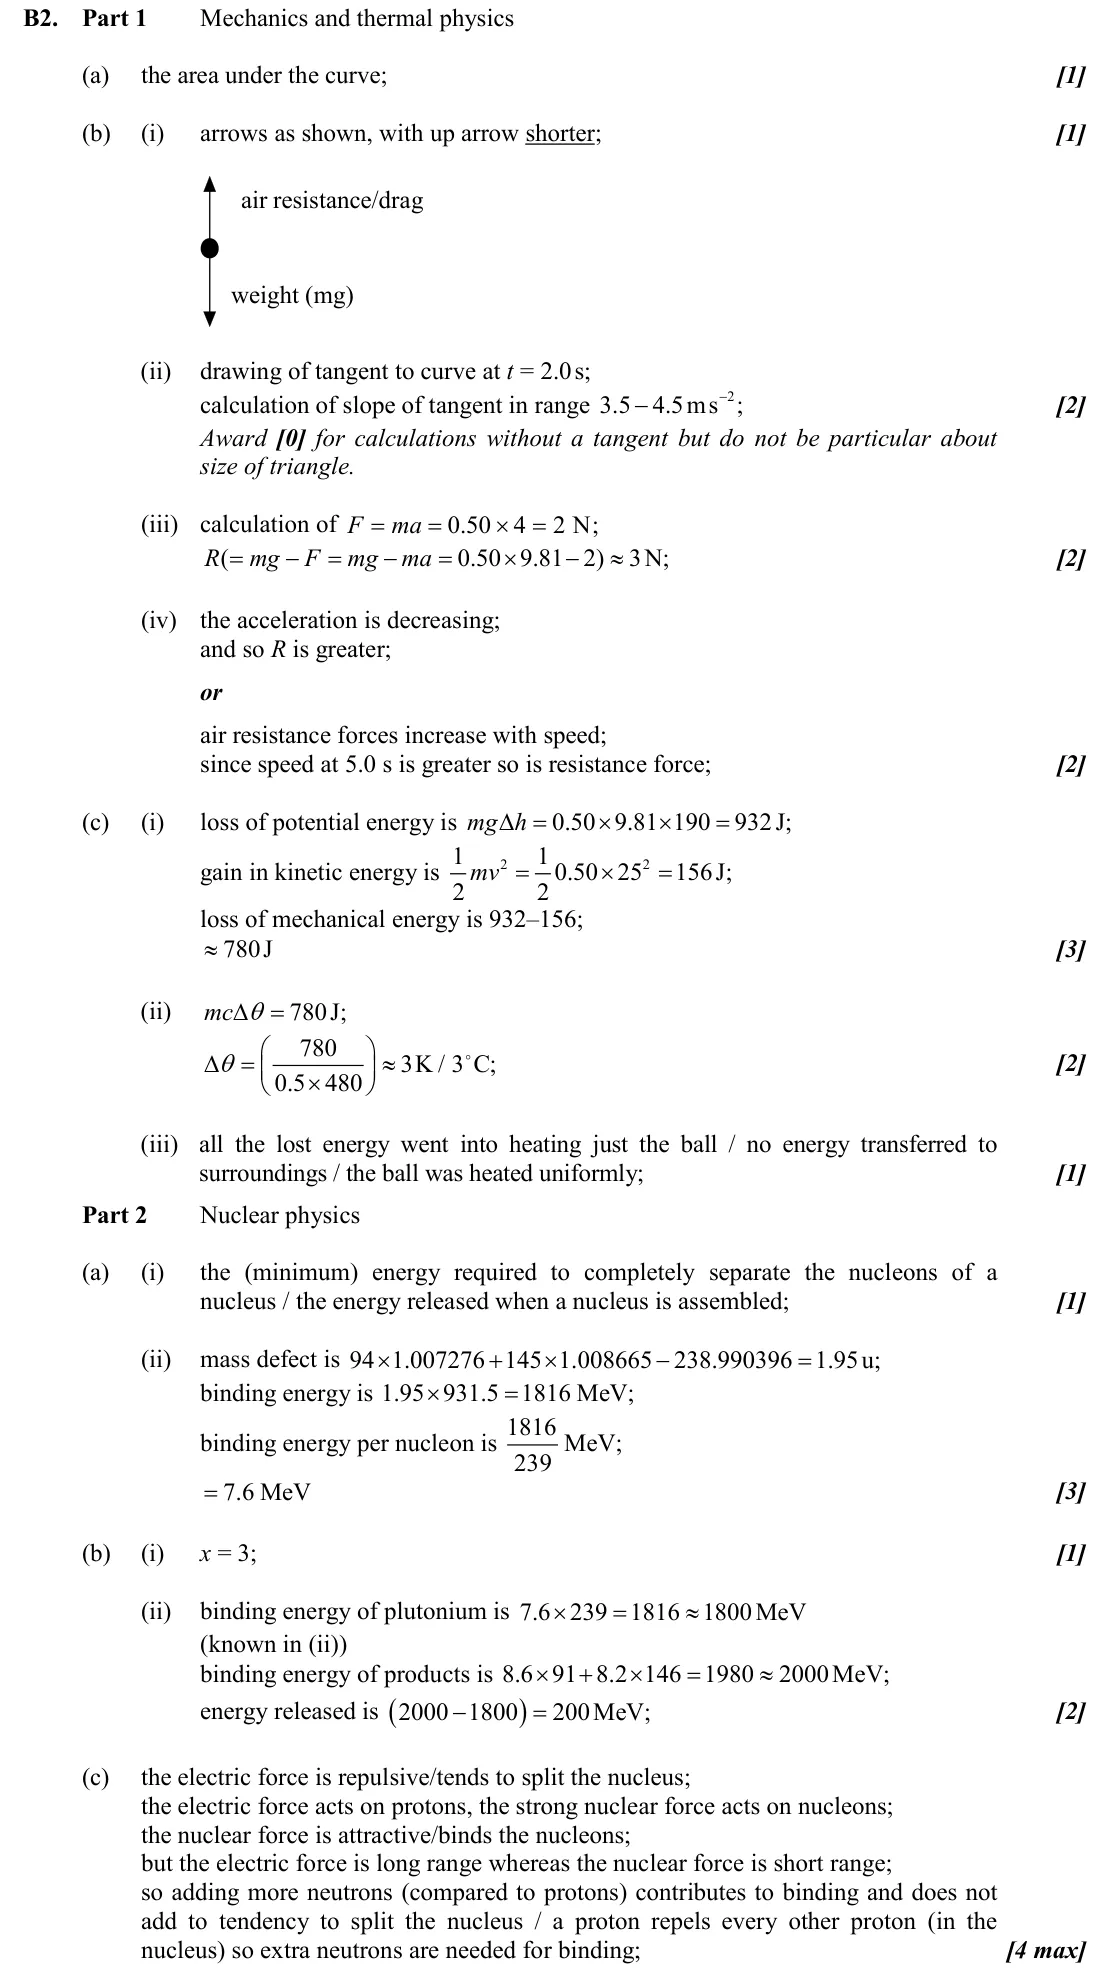 B2. Part 1 Mechanics and thermal physics
(a) the area under the curve; [1]
(b) (i) arrows as shown, with up arrow shorter; [1]
air resistance/drag
weight (mg)
(ii) drawing of tangent to curve at t = 2.0 s;
calculation of slope of tangent in range 3.5 – 4.5 m s⁻²; [2]
Award [0] for calculations without a tangent but do not be particular about
size of triangle.
(iii) calculation of F = ma = 0.50 × 4 = 2 N;
R(= mg − F = mg − ma = 0.50 × 9.81 − 2) ≈ 3 N; [2]
(iv) the acceleration is decreasing;
and so R is greater;
or
air resistance forces increase with speed;
since speed at 5.0 s is greater so is resistance force; [2]
(c) (i) loss of potential energy is mgΔh = 0.50 × 9.81 × 190 = 932 J;
gain in kinetic energy is 1/2 mv² = 1/2 0.50 × 25² = 156 J;
loss of mechanical energy is 932–156;
≈ 780 J [3]
(ii) mcΔθ = 780 J;
Δθ = (780 / 0.5 × 480) ≈ 3 K / 3°C; [2]
(iii) all the lost energy went into heating just the ball / no energy transferred to
surroundings / the ball was heated uniformly; [1]
Part 2 Nuclear physics
(a) (i) the (minimum) energy required to completely separate the nucleons of a
nucleus / the energy released when a nucleus is assembled; [1]
(ii) mass defect is 94 × 1.007276 + 145 × 1.008665 − 238.990396 = 1.95 u;
binding energy is 1.95 × 931.5 = 1816 MeV;
binding energy per nucleon is 1816/239 MeV;
= 7.6 MeV [3]
(b) (i) x = 3; [1]
(ii) binding energy of plutonium is 7.6 × 239 = 1816 ≈ 1800 MeV
(known in (ii))
binding energy of products is 8.6 × 91 + 8.2 × 146 = 1980 ≈ 2000 MeV;
energy released is (2000 − 1800) = 200 MeV; [2]
(c) the electric force is repulsive/tends to split the nucleus;
the electric force acts on protons, the strong nuclear force acts on nucleons;
the nuclear force is attractive/binds the nucleons;
but the electric force is long range whereas the nuclear force is short range;
so adding more neutrons (compared to protons) contributes to binding and does not
add to tendency to split the nucleus / a proton repels every other proton (in the
nucleus) so extra neutrons are needed for binding; [4 max]